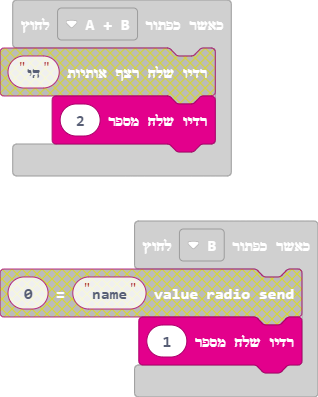 כאשר כפתור A + B לחוץ
רדיו שלח רצף אותיות "הי"
רדיו שלח מספר 2
כאשר כפתור B לחוץ
value radio send "name" = 0
רדיו שלח מספר 1